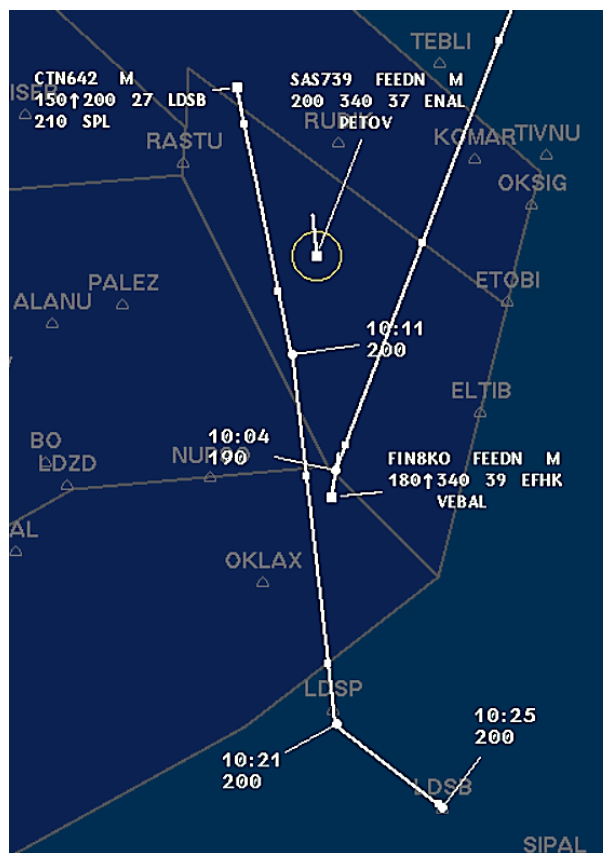 TEBLI
CTN642 M
150↑200 27 LDSB
210 SPL
SAS739 FEEDN M
200 340 37 ENAL
PETOV
RASTU
KOMAR
TIVNU
OKSIG
PALEZ
ALANU
ETOBI
10:11
200
ELTIB
10:04
190
BO
LDZD
FIN8KO FEEDN M
180↑340 39 EFHK
VEBAL
AL
OKLAX
LDSP
10:21
200
10:25
200
LDSB
SIPAL